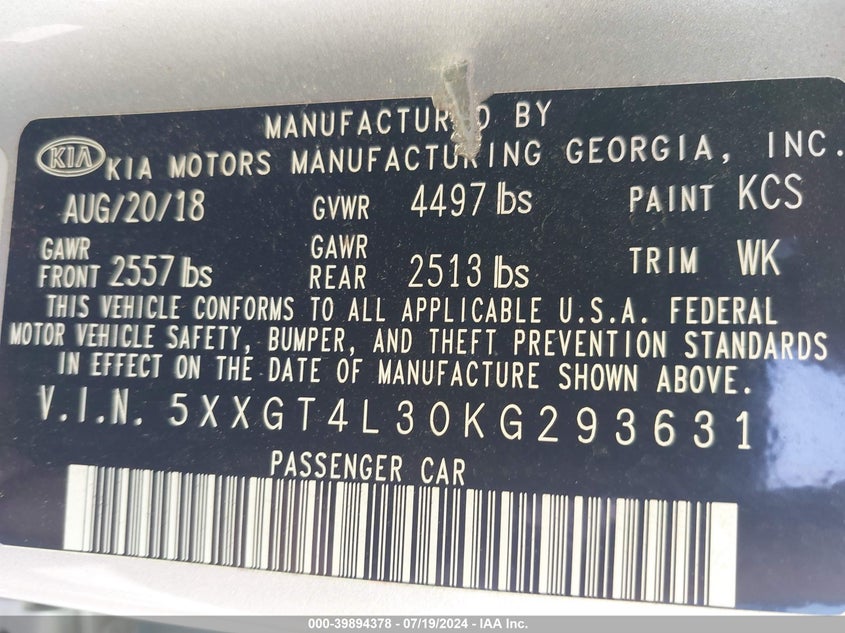 MANUFACTURED BY
KIA KIA MOTORS MANUFACTURING GEORGIA, INC.
AUG/20/18 GVWR 4497 lbs PAINT KCS
GAWR GAWR
FRONT 2557 lbs REAR 2513 lbs TRIM WK
THIS VEHICLE CONFORMS TO ALL APPLICABLE U.S.A. FEDERAL
MOTOR VEHICLE SAFETY, BUMPER, AND THEFT PREVENTION STANDARDS
IN EFFECT ON THE DATE OF MANUFACTURE SHOWN ABOVE.
V.I.N. 5XXGT4L30KG293631
PASSENGER CAR
000-39894378 - 07/19/2024 - IAA Inc.